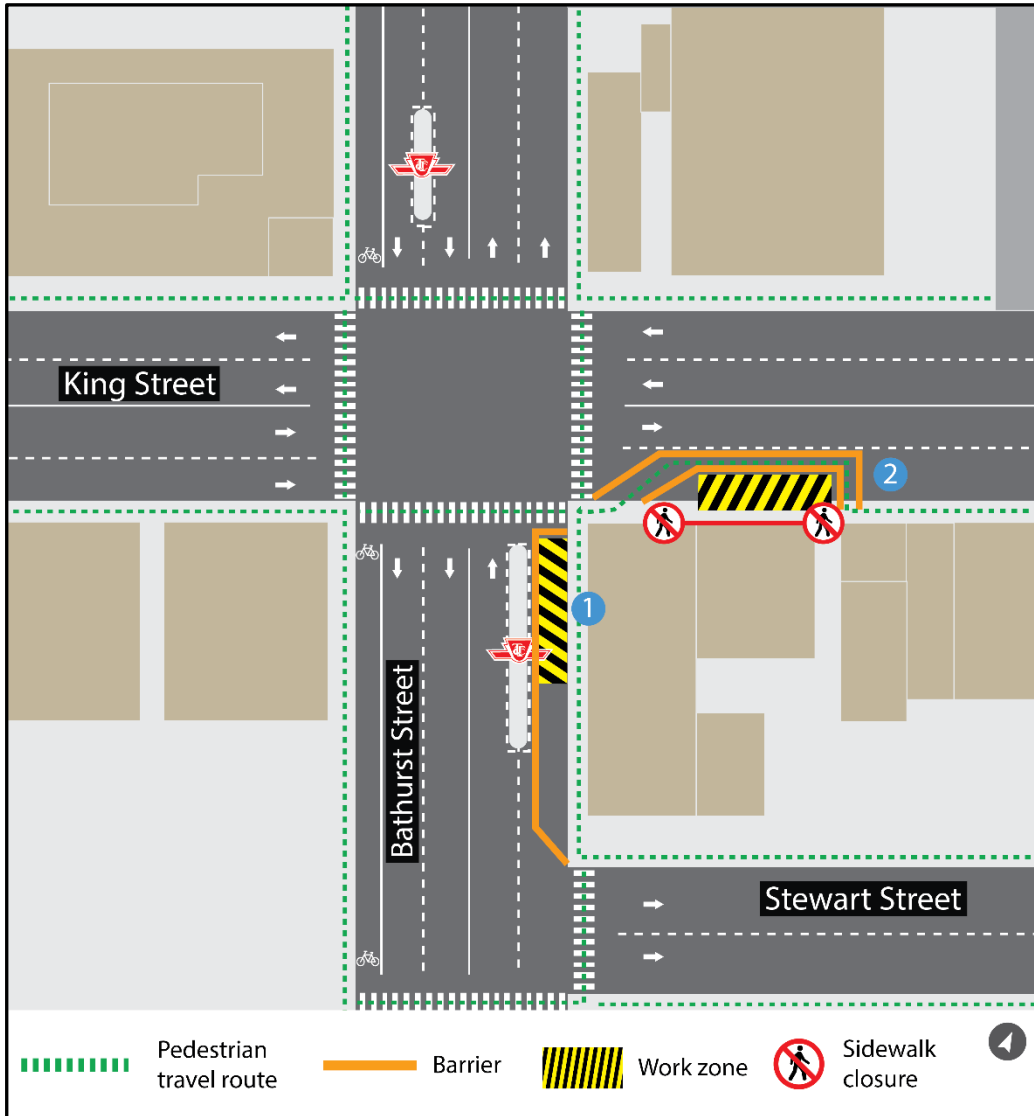 King Street
2
1
Bathurst Street
Stewart Street
Pedestrian
travel route
Barrier
Work zone
Sidewalk
closure